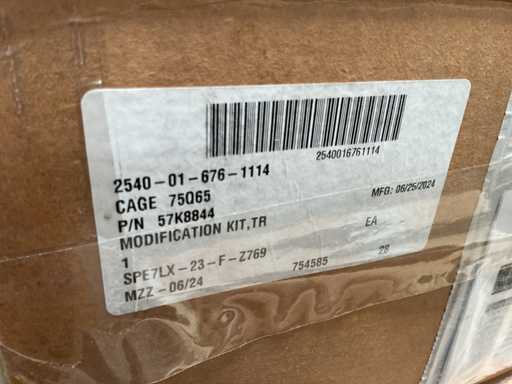 2540016761114
2540-01-676-1114
CAGE 75Q65
MFG: 06/25/2024
P/N 57K8844
MODIFICATION KIT,TR
1 EA
SPE7LX-23-F-Z769
MZZ-06/24 754585 28